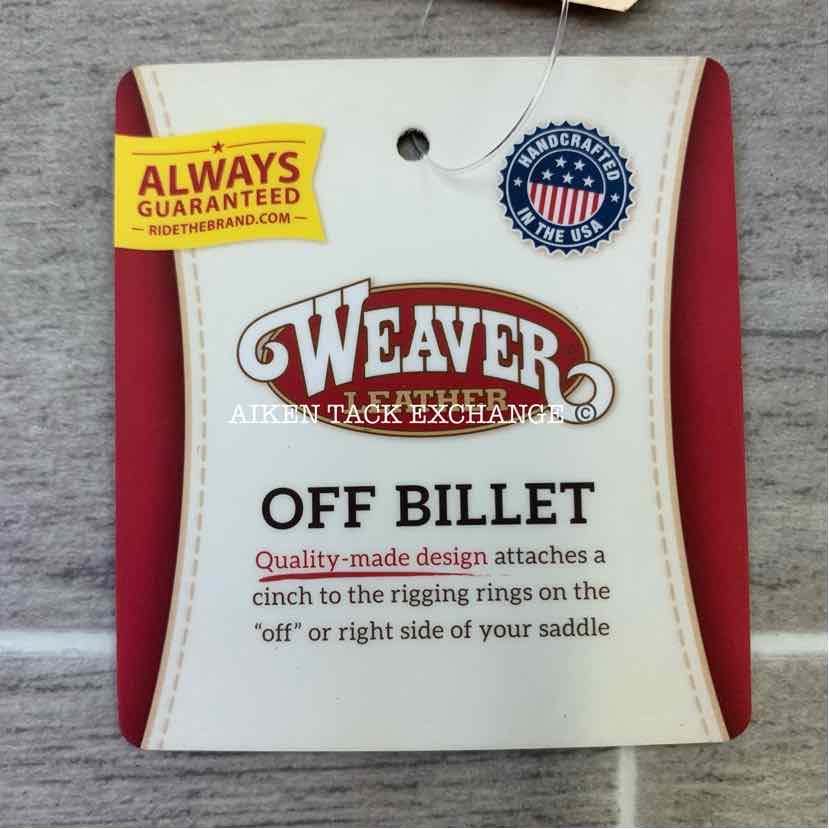 ALWAYS
GUARANTEED
RIDETHEBRAND.COM
HANDCRAFTED
IN THE USA
WEAVER
LEATHER
©
AIKEN TACK EXCHANGE
OFF BILLET
Quality-made design attaches a
cinch to the rigging rings on the
“off” or right side of your saddle